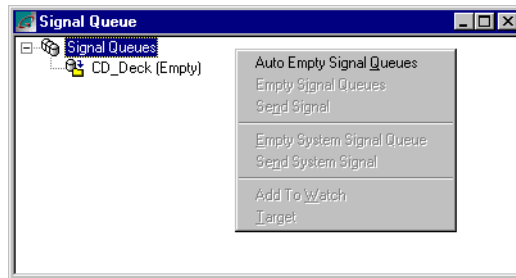 Signal Queue
Signal Queues
CD_Deck (Empty)
Auto Empty Signal Queues
Empty Signal Queues
Send Signal
Empty System Signal Queue
Send System Signal
Add To Watch
Target